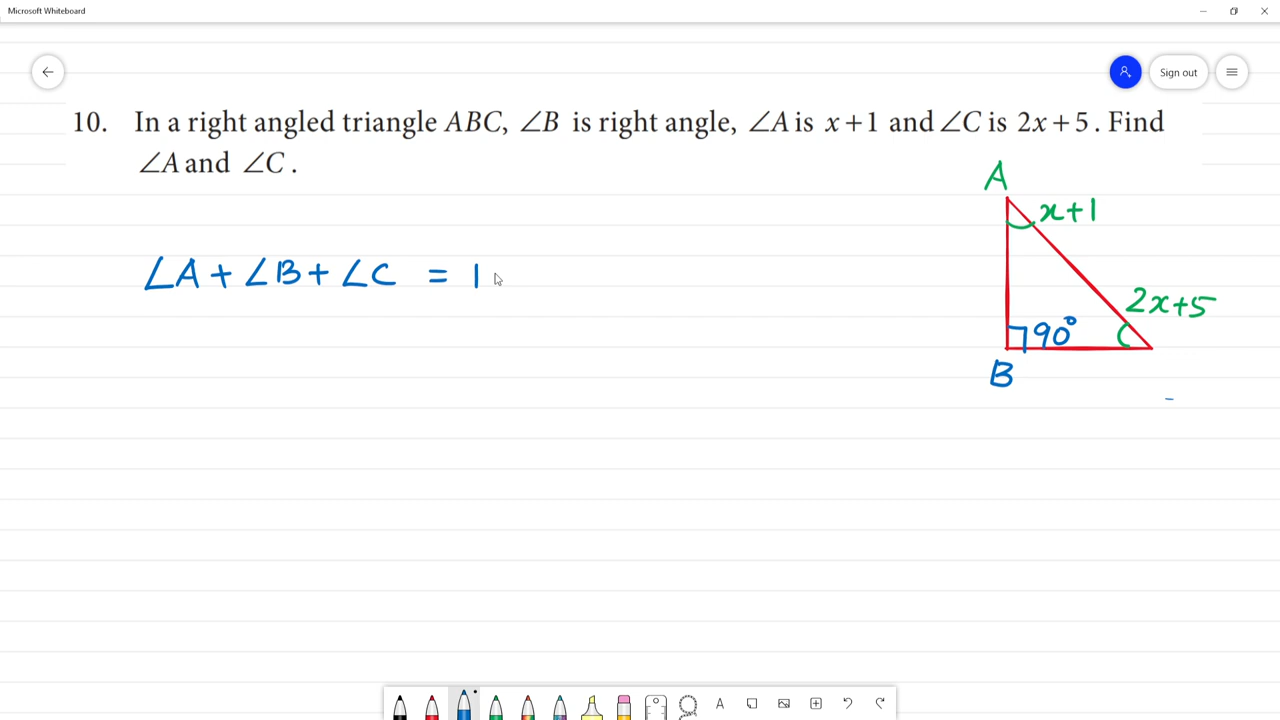 Microsoft Whiteboard
Sign out
10. In a right angled triangle ABC, ∠B is right angle, ∠A is x+1 and ∠C is 2x+5. Find
∠A and ∠C.
A
x+1
∠A + ∠B + ∠C = 1
2x+5
90°
B
A